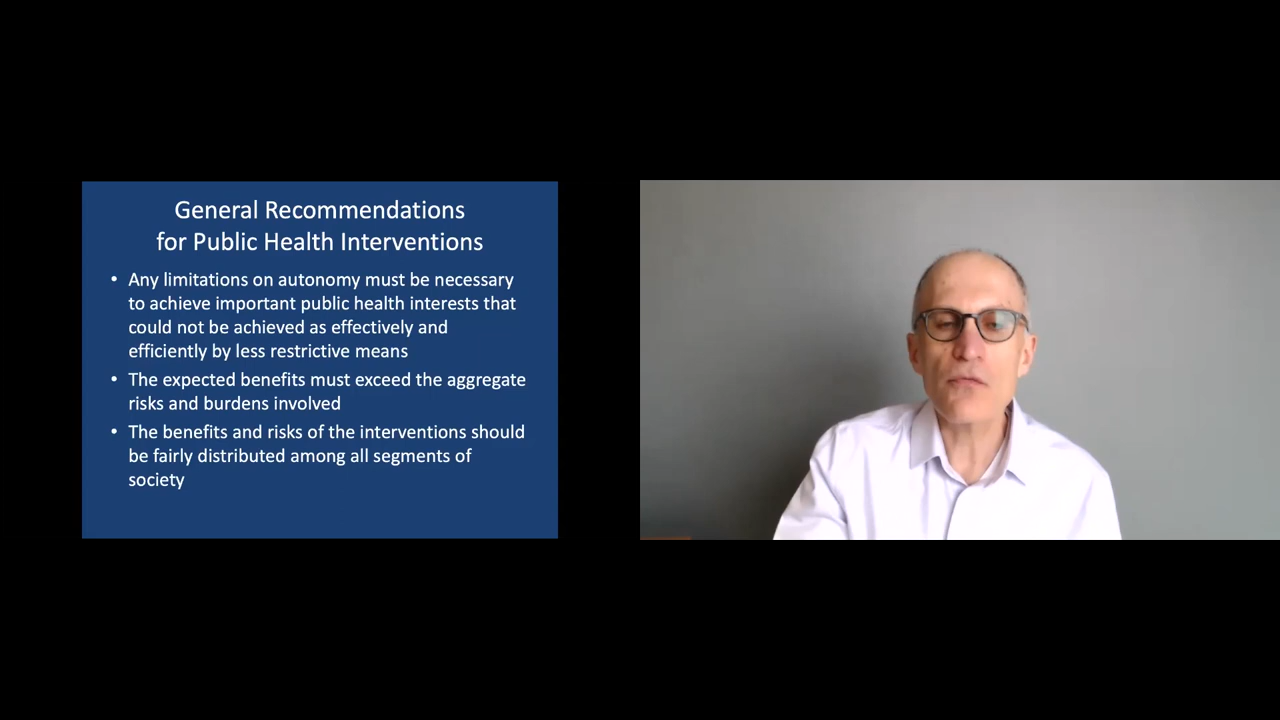 General Recommendations
for Public Health Interventions
• Any limitations on autonomy must be necessary
to achieve important public health interests that
could not be achieved as effectively and
efficiently by less restrictive means
• The expected benefits must exceed the aggregate
risks and burdens involved
• The benefits and risks of the interventions should
be fairly distributed among all segments of
society